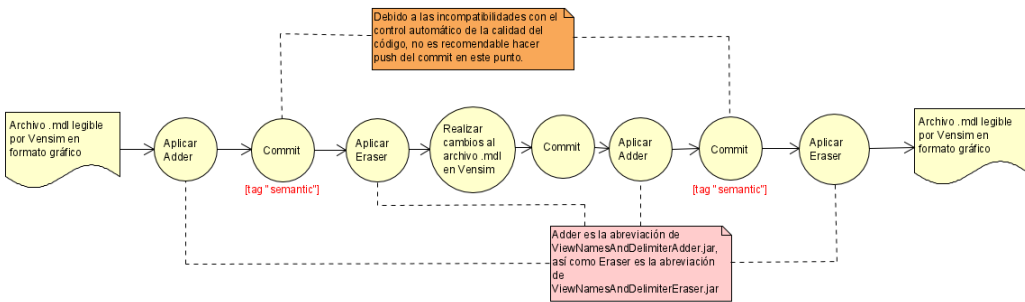 Debido a las incompatibilidades con el
control automático de la calidad del
código, no es recomendable hacer
push del commit en este punto.
Archivo .mdl legible
por Vensim en
formato gráfico
Aplicar
Adder
Commit
[tag "semantic"]
Aplicar
Eraser
Realizar
cambios al
archivo .mdl
en Vensim
Commit
Aplicar
Adder
Commit
[tag "semantic"]
Aplicar
Eraser
Archivo .mdl legible
por Vensim en
formato gráfico
Adder es la abreviación de
ViewNamesAndDelimiterAdder.jar,
así como Eraser es la abreviación
de
ViewNamesAndDelimiterEraser.jar